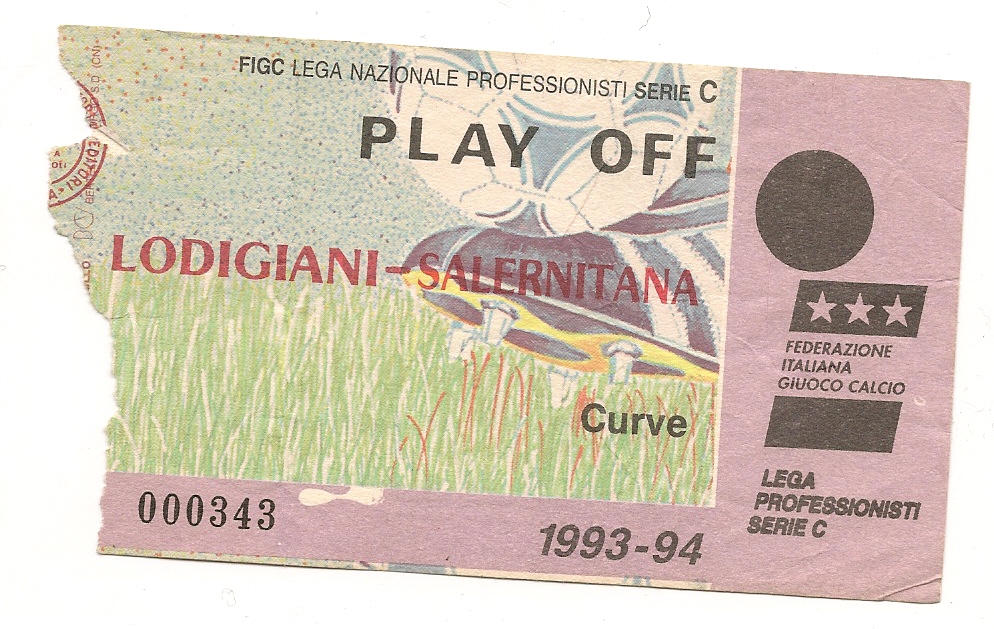 FIGC LEGA NAZIONALE PROFESSIONISTI SERIE C
PLAY OFF
LODIGIANI-SALERNITANA
Curve
000343
1993-94
FEDERAZIONE
ITALIANA
GIUOCO CALCIO
LEGA
PROFESSIONISTI
SERIE C
EDITORI